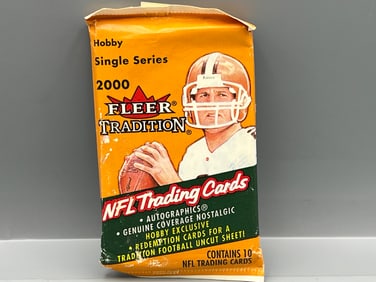 Hobby
Single Series
2000
FLEER®
TRADITION®
NFL Trading Cards
• AUTOGRAPHICS®
• GENUINE COVERAGE NOSTALGIC
HOBBY EXCLUSIVE
• REDEMPTION CARDS FOR A
TRADITION FOOTBALL UNCUT SHEET!
CONTAINS 10
NFL TRADING CARDS